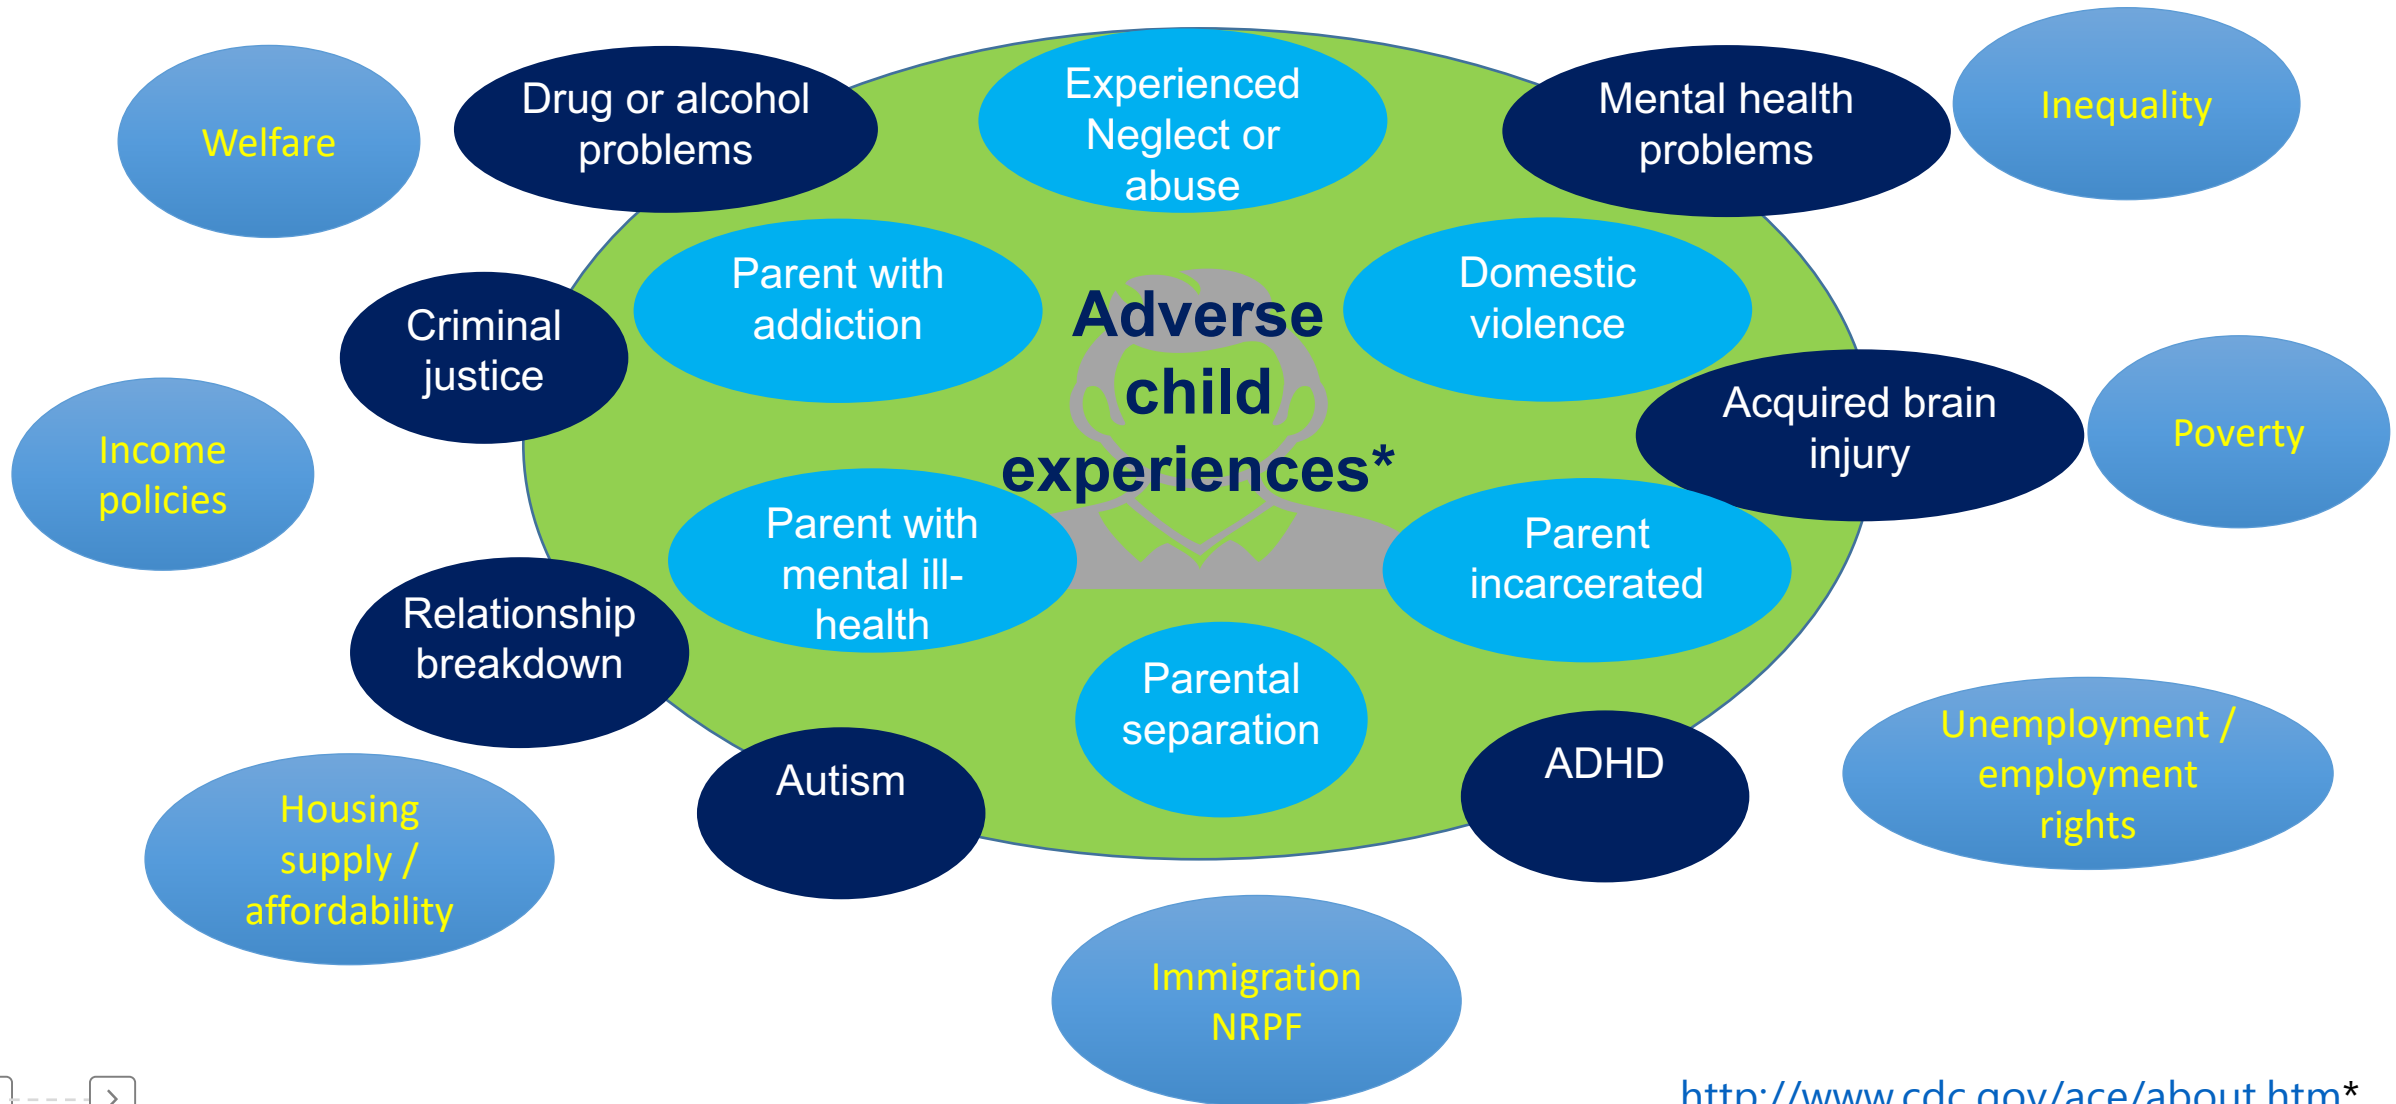 Welfare
Drug or alcohol
problems
Experienced
Neglect or
abuse
Mental health
problems
Inequality
Criminal
justice
Parent with
addiction
Adverse
child
experiences*
Domestic
violence
Acquired brain
injury
Poverty
Income
policies
Parent with
mental ill-
health
Parent
incarcerated
Relationship
breakdown
Parental
separation
Autism
ADHD
Unemployment /
employment
rights
Housing
supply /
affordability
Immigration
NRPF
http://www.cdc.gov/ace/about.htm*